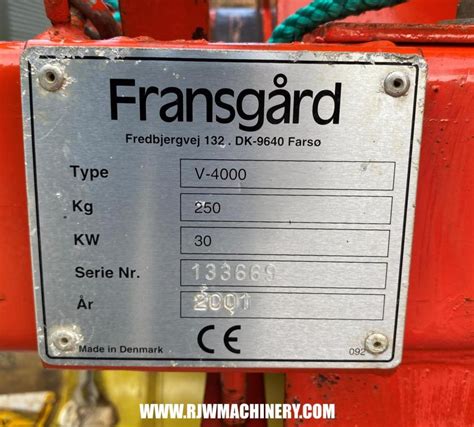 Fransgård
Fredbjergvej 132 . DK-9640 Farsø
Type V-4000
Kg 250
KW 30
Serie Nr. 133669
År 2001
CE
Made in Denmark 092
WWW.RJWMACHINERY.COM